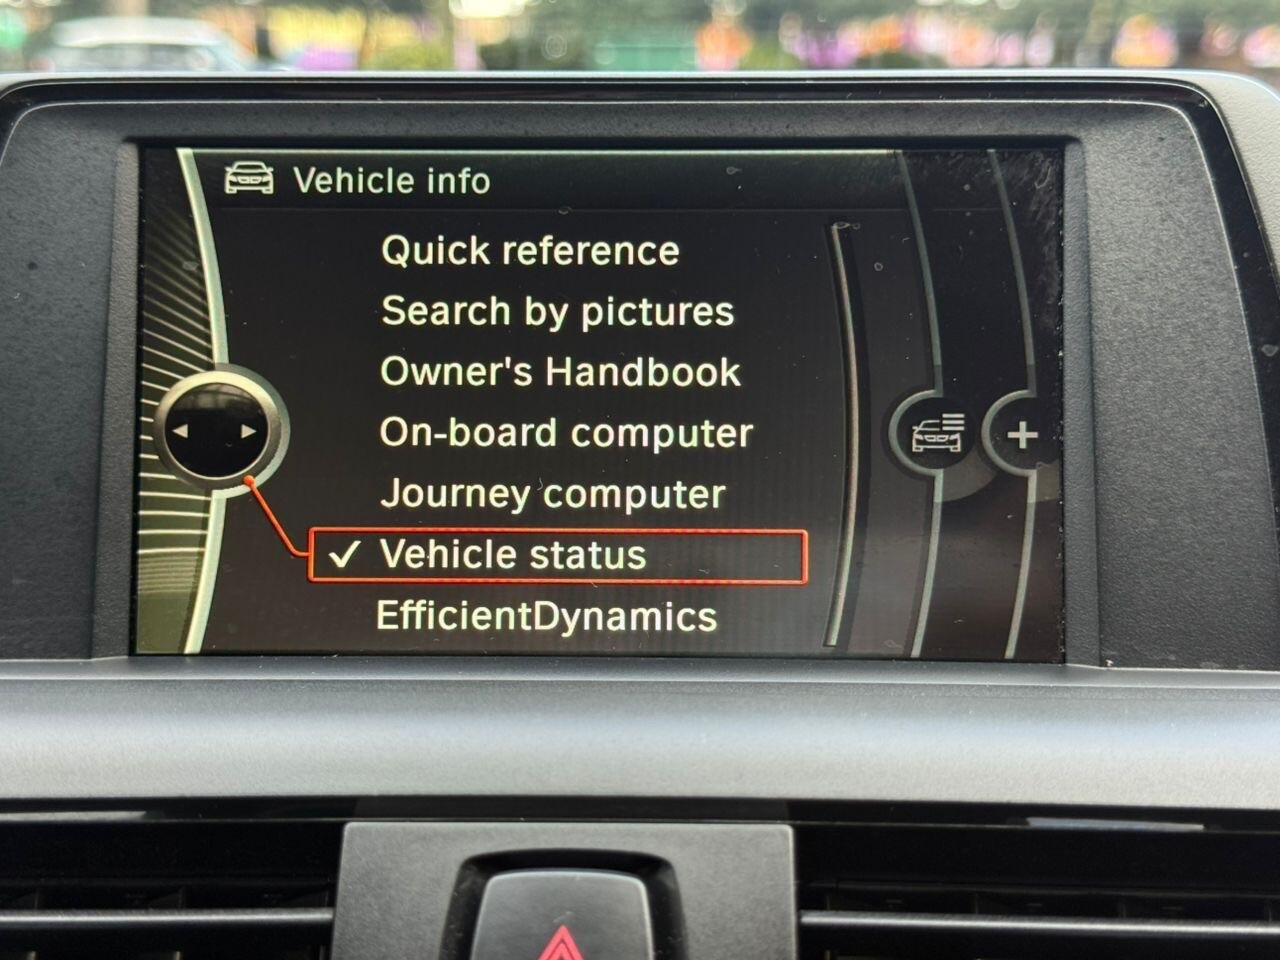 Vehicle info
Quick reference
Search by pictures
Owner's Handbook
On-board computer
Journey computer
Vehicle status
EfficientDynamics